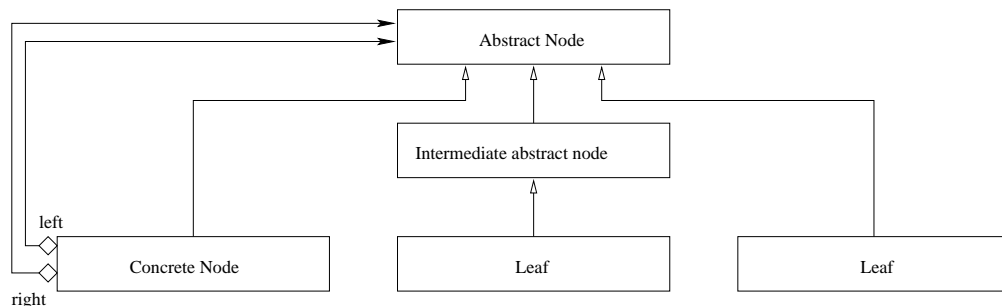 Abstract Node
Intermediate abstract node
left
Concrete Node
Leaf
Leaf
right